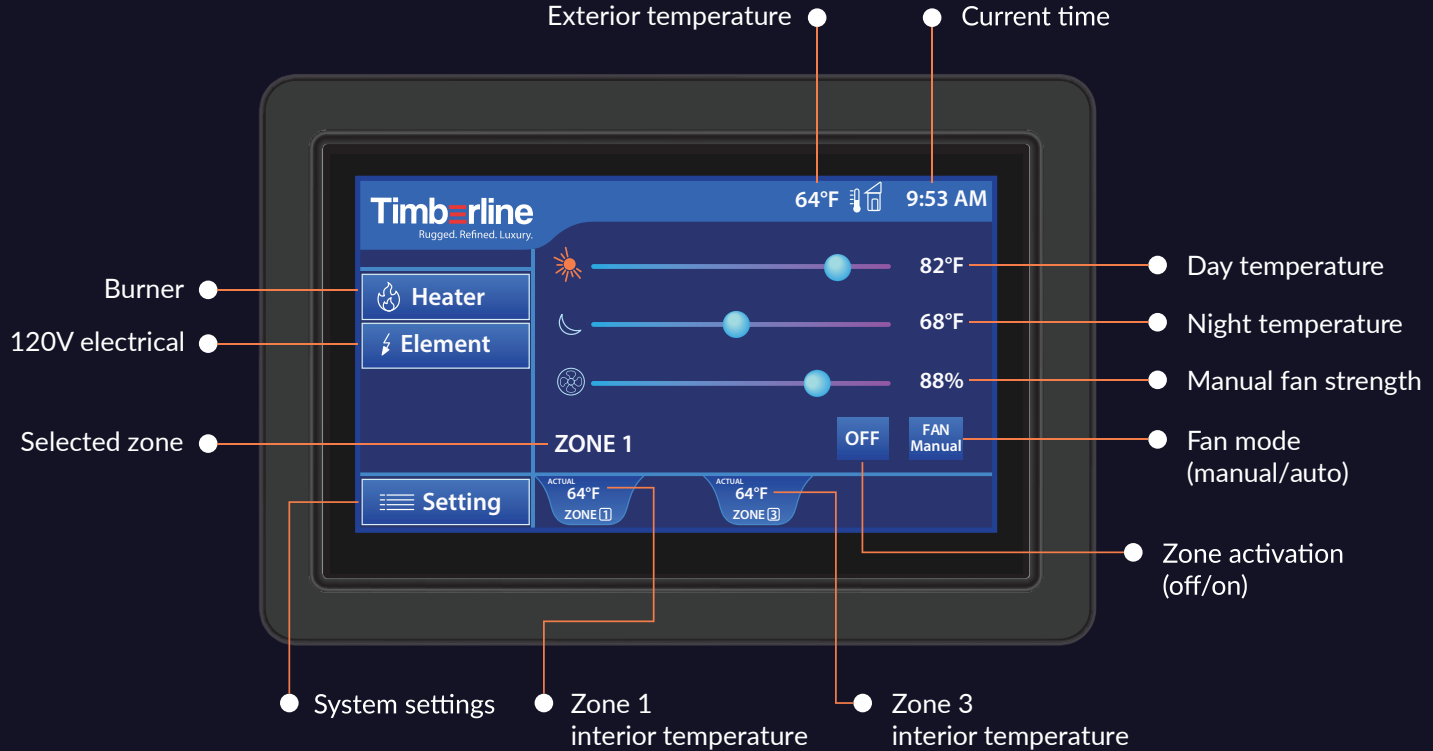 Exterior temperature
Current time
Timberline
Rugged. Refined. Luxury.
64°F
9:53 AM
82°F
Day temperature
Burner
Heater
68°F
Night temperature
120V electrical
Element
88%
Manual fan strength
Selected zone
ZONE 1
OFF
FAN
Manual
Fan mode
(manual/auto)
Setting
ACTUAL
64°F
ZONE 1
ACTUAL
64°F
ZONE 3
Zone activation
(off/on)
System settings
Zone 1
interior temperature
Zone 3
interior temperature